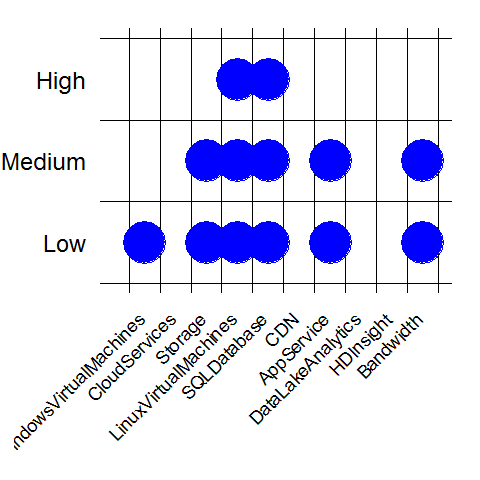 High
Medium
Low
ndowsVirtualMachines
CloudServices
Storage
LinuxVirtualMachines
SQLDatabase
CDN
AppService
DataLakeAnalytics
HDInsight
Bandwidth